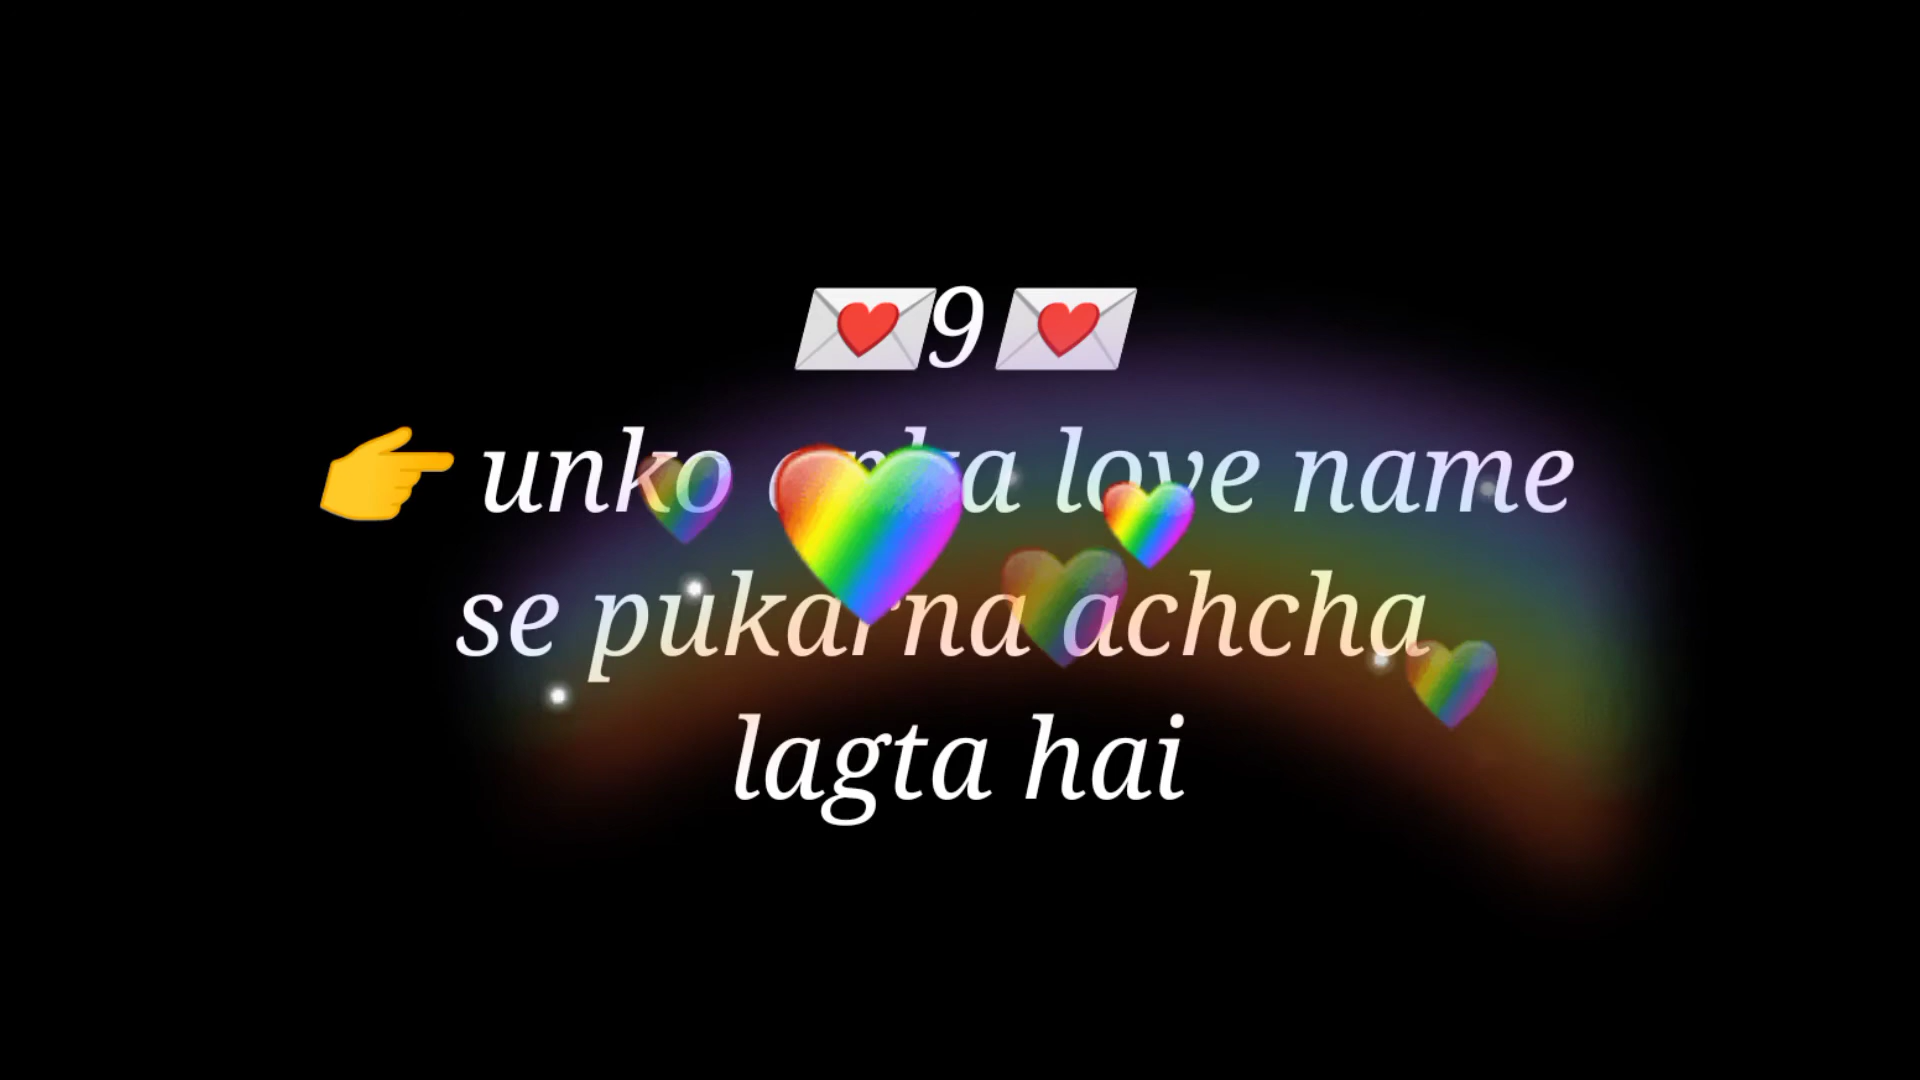 💌9 💌
👉 unko love name
se pukarna achcha
lagta hai